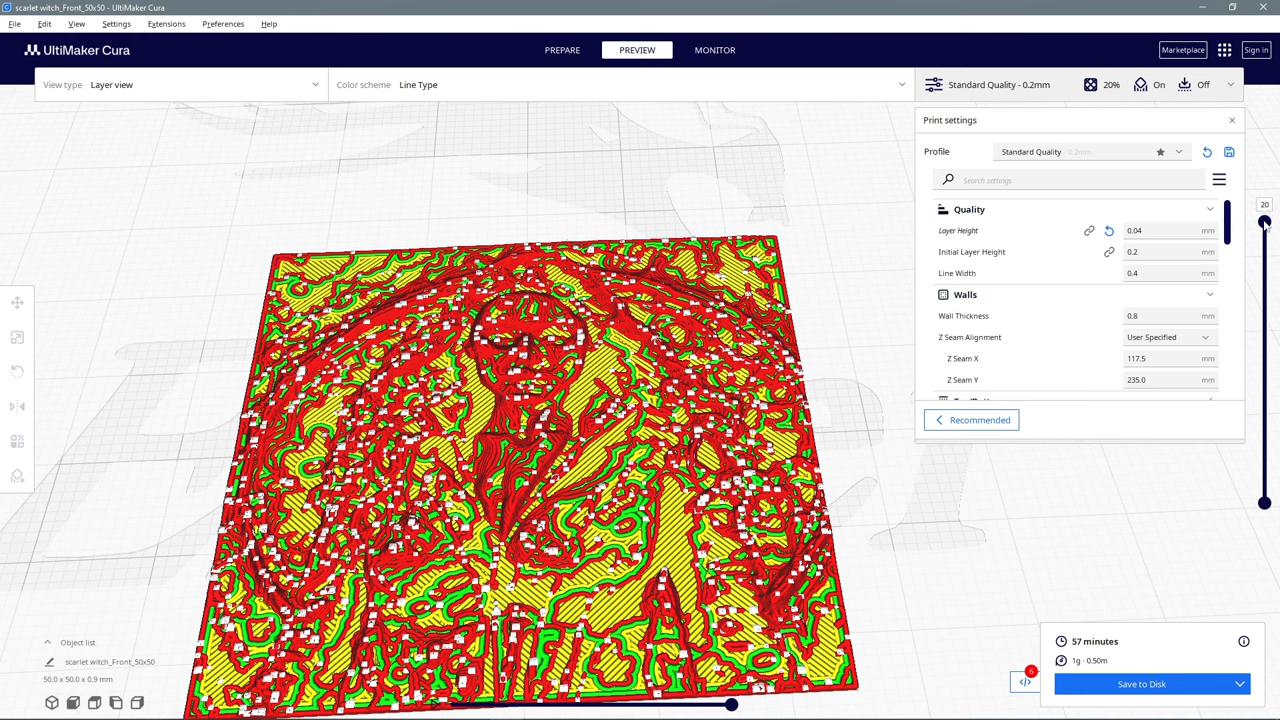 scarlet witch_Front_50x50 - UltiMaker Cura
File Edit View Settings Extensions Preferences Help
UltiMaker Cura
PREPARE PREVIEW MONITOR
Marketplace Sign in
View type Layer view Color scheme Line Type Standard Quality - 0.2mm 20% On Off
Print settings
Profile Standard Quality - 0.2mm
Search settings
Quality
20
Layer Height 0.04 mm
Initial Layer Height 0.2 mm
Line Width 0.4 mm
Walls
Wall Thickness 0.8 mm
Z Seam Alignment User Specified
Z Seam X 117.5 mm
Z Seam Y 235.0 mm
Recommended
Object list
scarlet witch_Front_50x50
50.0 x 50.0 x 0.9 mm
6
57 minutes
1g · 0.50m
Save to Disk